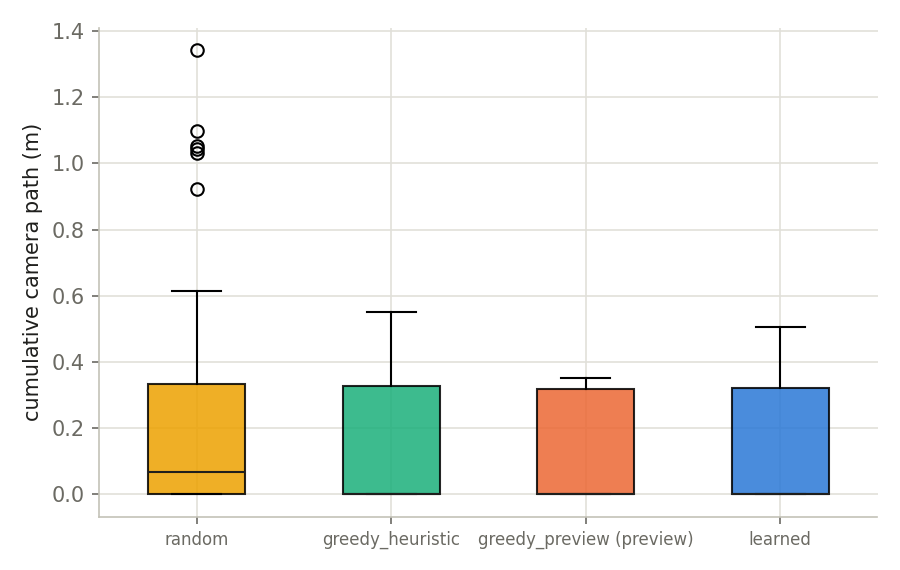 cumulative camera path (m)
1.4
1.2
1.0
0.8
0.6
0.4
0.2
0.0
random
greedy_heuristic
greedy_preview (preview)
learned